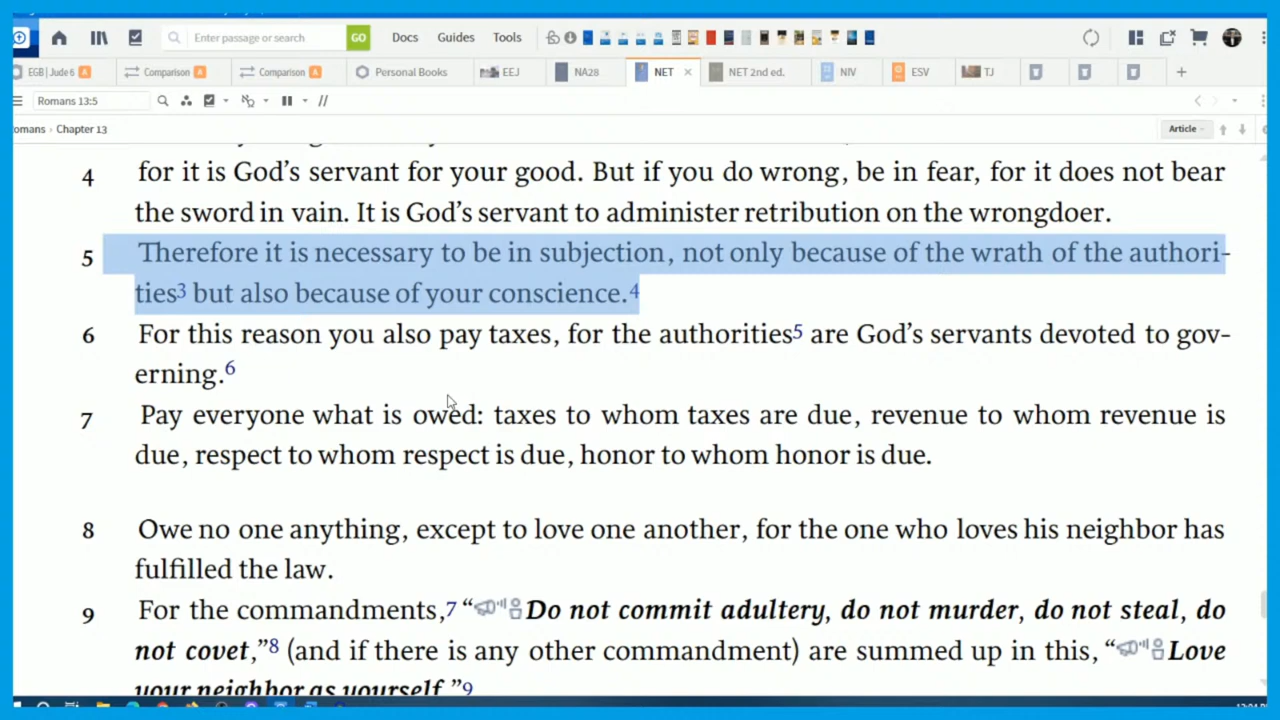 Enter passage or search GO Docs Guides Tools
EGB | Jude 6 A Comparison A Comparison A Personal Books EEJ NA28 NET × NET 2nd ed. NIV ESV TJ +
Romans 13:5
omans › Chapter 13 Article
4 for it is God’s servant for your good. But if you do wrong, be in fear, for it does not bear
the sword in vain. It is God’s servant to administer retribution on the wrongdoer.
5 Therefore it is necessary to be in subjection, not only because of the wrath of the authori-
ties3 but also because of your conscience.4
6 For this reason you also pay taxes, for the authorities5 are God’s servants devoted to gov-
erning.6
7 Pay everyone what is owed: taxes to whom taxes are due, revenue to whom revenue is
due, respect to whom respect is due, honor to whom honor is due.
8 Owe no one anything, except to love one another, for the one who loves his neighbor has
fulfilled the law.
9 For the commandments,7 “Do not commit adultery, do not murder, do not steal, do
not covet,”8 (and if there is any other commandment) are summed up in this, “Love
your neighbor as yourself.”9